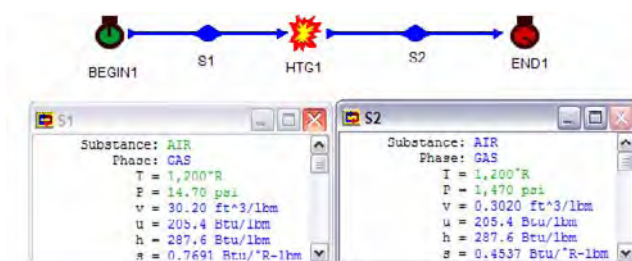 BEGIN1
S1
HTG1
S2
END1
S1
Substance: AIR
Phase: GAS
T = 1,200°R
P = 14.70 psi
v = 30.20 ft^3/lbm
u = 205.4 Btu/lbm
h = 287.6 Btu/lbm
s = 0.7691 Btu/°R-lbm
S2
Substance: AIR
Phase: GAS
T = 1,200°R
P = 1,470 psi
v = 0.3020 ft^3/lbm
u = 205.4 Btu/lbm
h = 287.6 Btu/lbm
s = 0.4537 Btu/°R-lbm